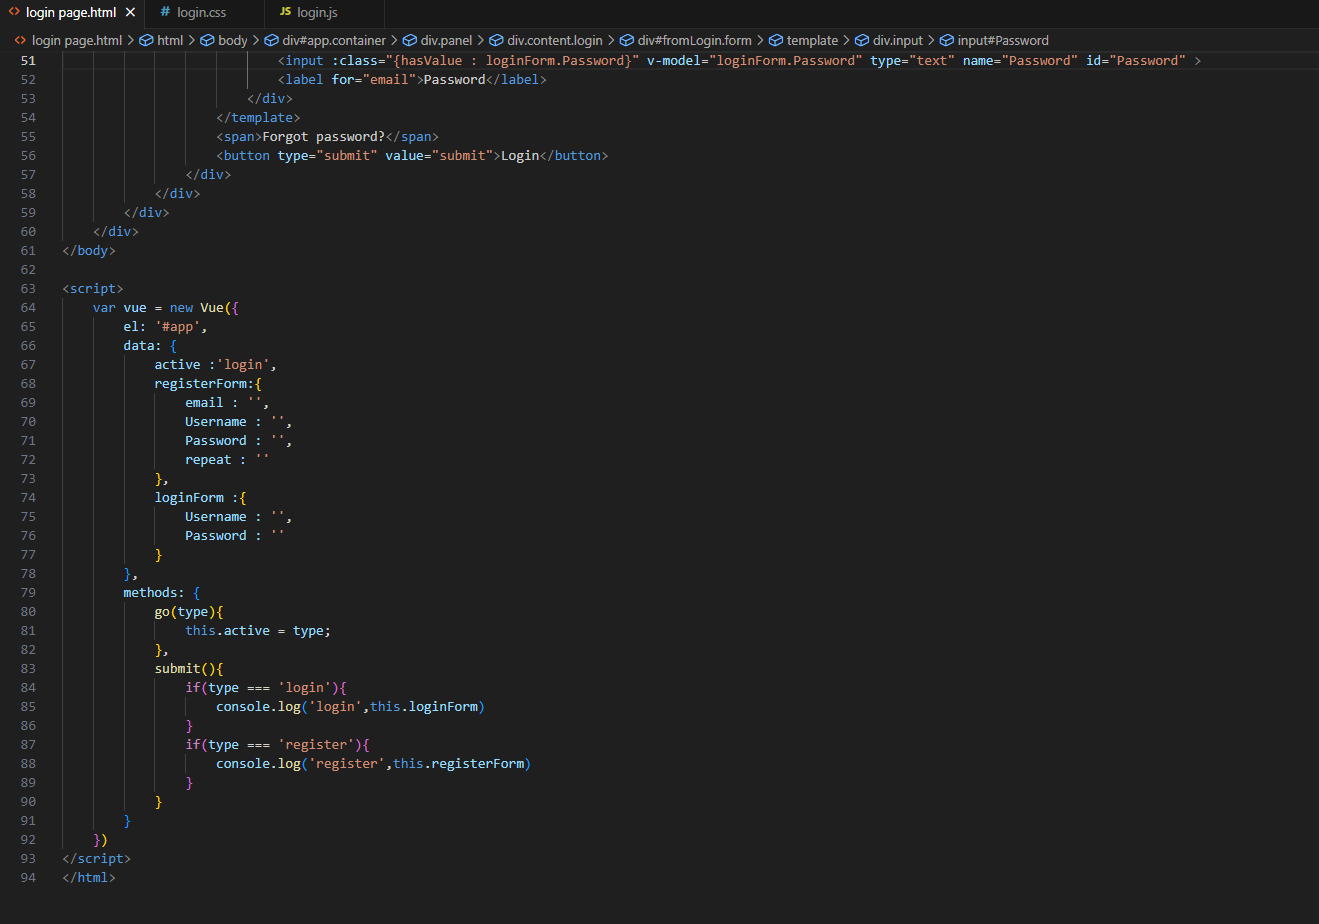 <> login page.html × # login.css JS login.js
<> login page.html > html > body > div#app.container > div.panel > div.content.login > div#fromLogin.form > template > div.input > input#Password
51 <input :class="{hasValue : loginForm.Password}" v-model="loginForm.Password" type="text" name="Password" id="Password" >
52 <label for="email">Password</label>
53 </div>
54 </template>
55 <span>Forgot password?</span>
56 <button type="submit" value="submit">Login</button>
57 </div>
58 </div>
59 </div>
60 </div>
61 </body>
62
63 <script>
64 var vue = new Vue({
65 el: '#app',
66 data: {
67 active :'login',
68 registerForm:{
69 email : '',
70 Username : '',
71 Password : '',
72 repeat : ''
73 },
74 loginForm :{
75 Username : '',
76 Password : ''
77 }
78 },
79 methods: {
80 go(type){
81 this.active = type;
82 },
83 submit(){
84 if(type === 'login'){
85 console.log('login',this.loginForm)
86 }
87 if(type === 'register'){
88 console.log('register',this.registerForm)
89 }
90 }
91 }
92 })
93 </script>
94 </html>